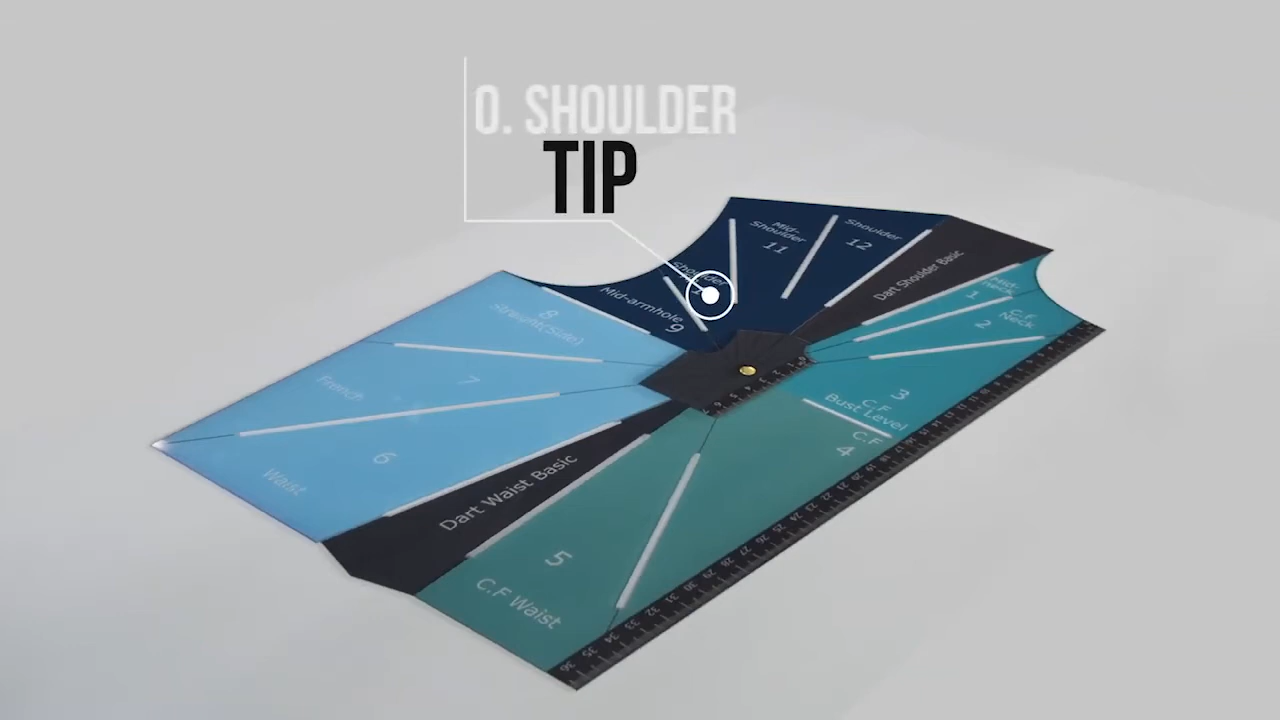 0. SHOULDER
TIP
Mid-
Shoulder
11
Shoulder
12
Dart Shoulder Basic
Shoulder
Mid-armhole
9
Mid-
Neck
1
C.F
Neck
2
3
C.F
Bust Level
C.F
4
8
Straight(Side)
7
French
6
Waist
Dart Waist Basic
5
C.F Waist